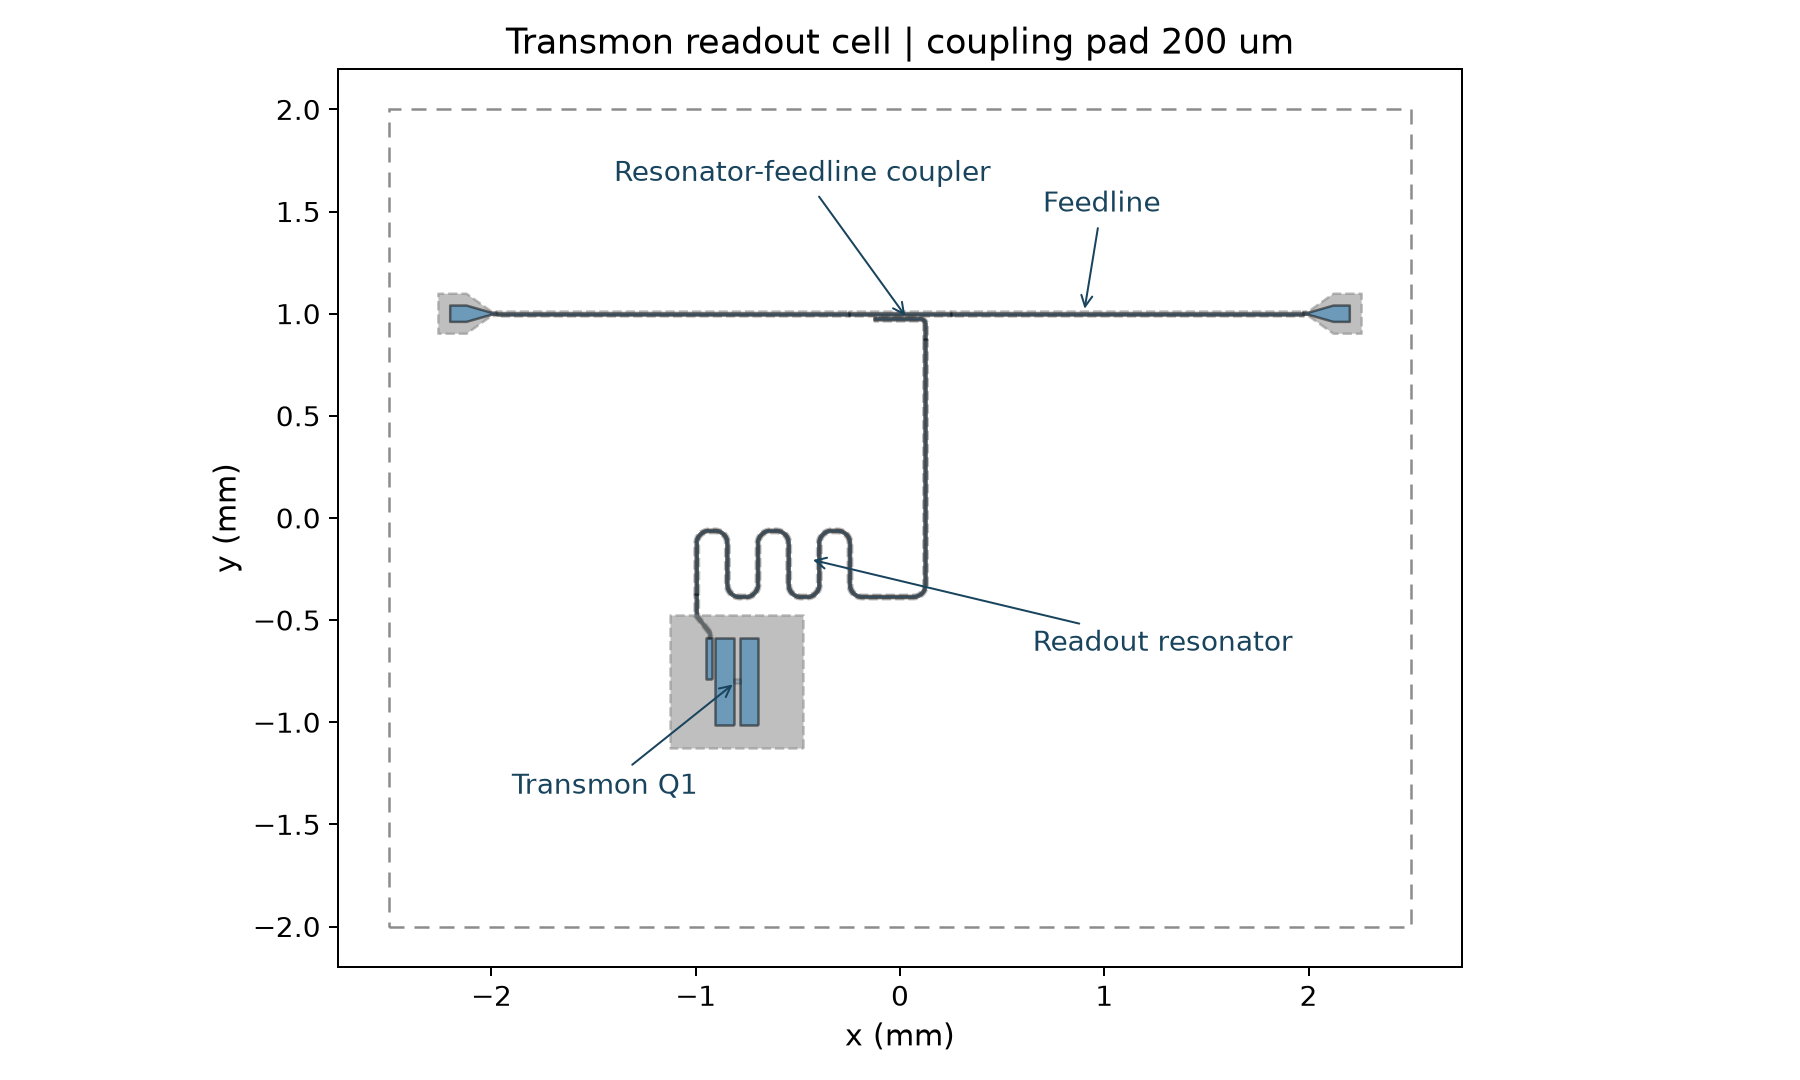 Transmon readout cell | coupling pad 200 um
2.0
Resonator-feedline coupler
Feedline
1.5
1.0
0.5
y (mm)
0.0
−0.5
Readout resonator
−1.0
Transmon Q1
−1.5
−2.0
−2
−1
0
1
2
x (mm)